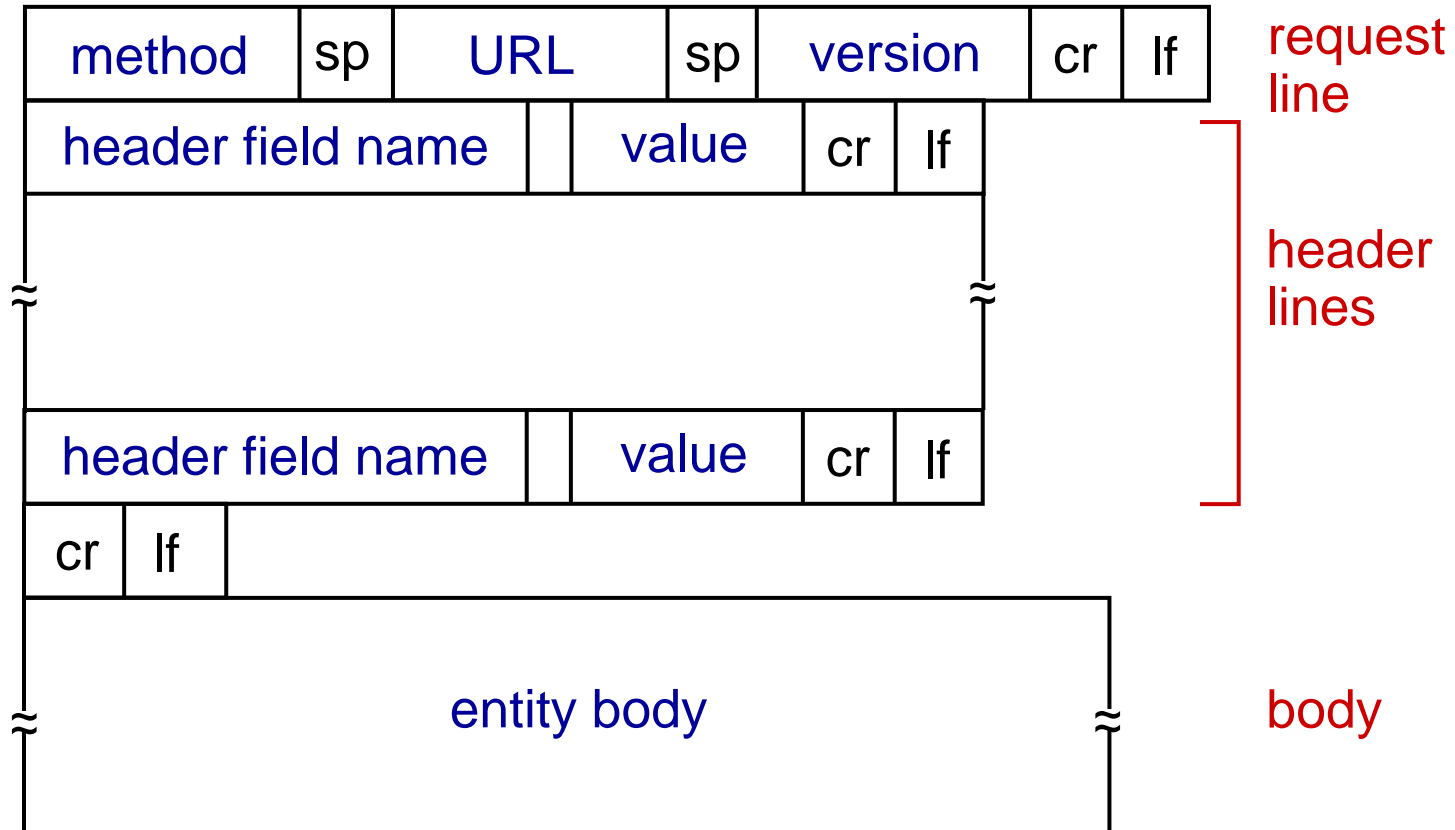 method sp URL sp version cr lf
request
line
header field name value cr lf
header
lines
≈ ≈
header field name value cr lf
cr lf
≈ entity body ≈
body